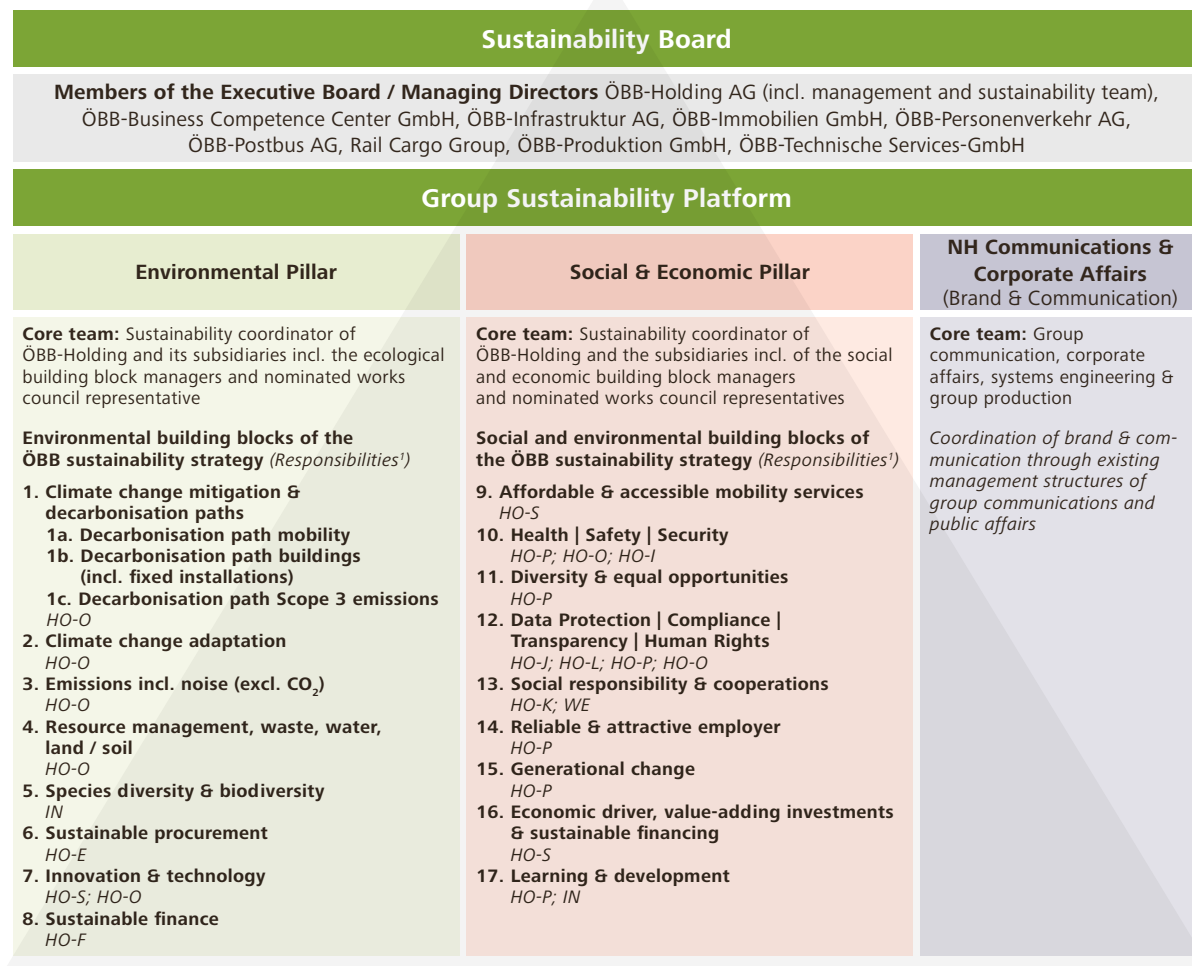 Sustainability Board
Members of the Executive Board / Managing Directors ÖBB-Holding AG (incl. management and sustainability team),
ÖBB-Business Competence Center GmbH, ÖBB-Infrastruktur AG, ÖBB-Immobilien GmbH, ÖBB-Personenverkehr AG,
ÖBB-Postbus AG, Rail Cargo Group, ÖBB-Produktion GmbH, ÖBB-Technische Services-GmbH
Group Sustainability Platform
Environmental Pillar
Core team: Sustainability coordinator of
ÖBB-Holding and its subsidiaries incl. the ecological
building block managers and nominated works
council representative
Environmental building blocks of the
ÖBB sustainability strategy (Responsibilities¹)
1. Climate change mitigation &
decarbonisation paths
1a. Decarbonisation path mobility
1b. Decarbonisation path buildings
(incl. fixed installations)
1c. Decarbonisation path Scope 3 emissions
HO-O
2. Climate change adaptation
HO-O
3. Emissions incl. noise (excl. CO₂)
HO-O
4. Resource management, waste, water,
land / soil
HO-O
5. Species diversity & biodiversity
IN
6. Sustainable procurement
HO-E
7. Innovation & technology
HO-S; HO-O
8. Sustainable finance
HO-F
Social & Economic Pillar
Core team: Sustainability coordinator of
ÖBB-Holding and the subsidiaries incl. of the social
and economic building block managers
and nominated works council representatives
Social and environmental building blocks of
the ÖBB sustainability strategy (Responsibilities¹)
9. Affordable & accessible mobility services
HO-S
10. Health | Safety | Security
HO-P; HO-O; HO-I
11. Diversity & equal opportunities
HO-P
12. Data Protection | Compliance |
Transparency | Human Rights
HO-J; HO-L; HO-P; HO-O
13. Social responsibility & cooperations
HO-K; WE
14. Reliable & attractive employer
HO-P
15. Generational change
HO-P
16. Economic driver, value-adding investments
& sustainable financing
HO-S
17. Learning & development
HO-P; IN
NH Communications &
Corporate Affairs
(Brand & Communication)
Core team: Group
communication, corporate
affairs, systems engineering &
group production
Coordination of brand & com-
munication through existing
management structures of
group communications and
public affairs